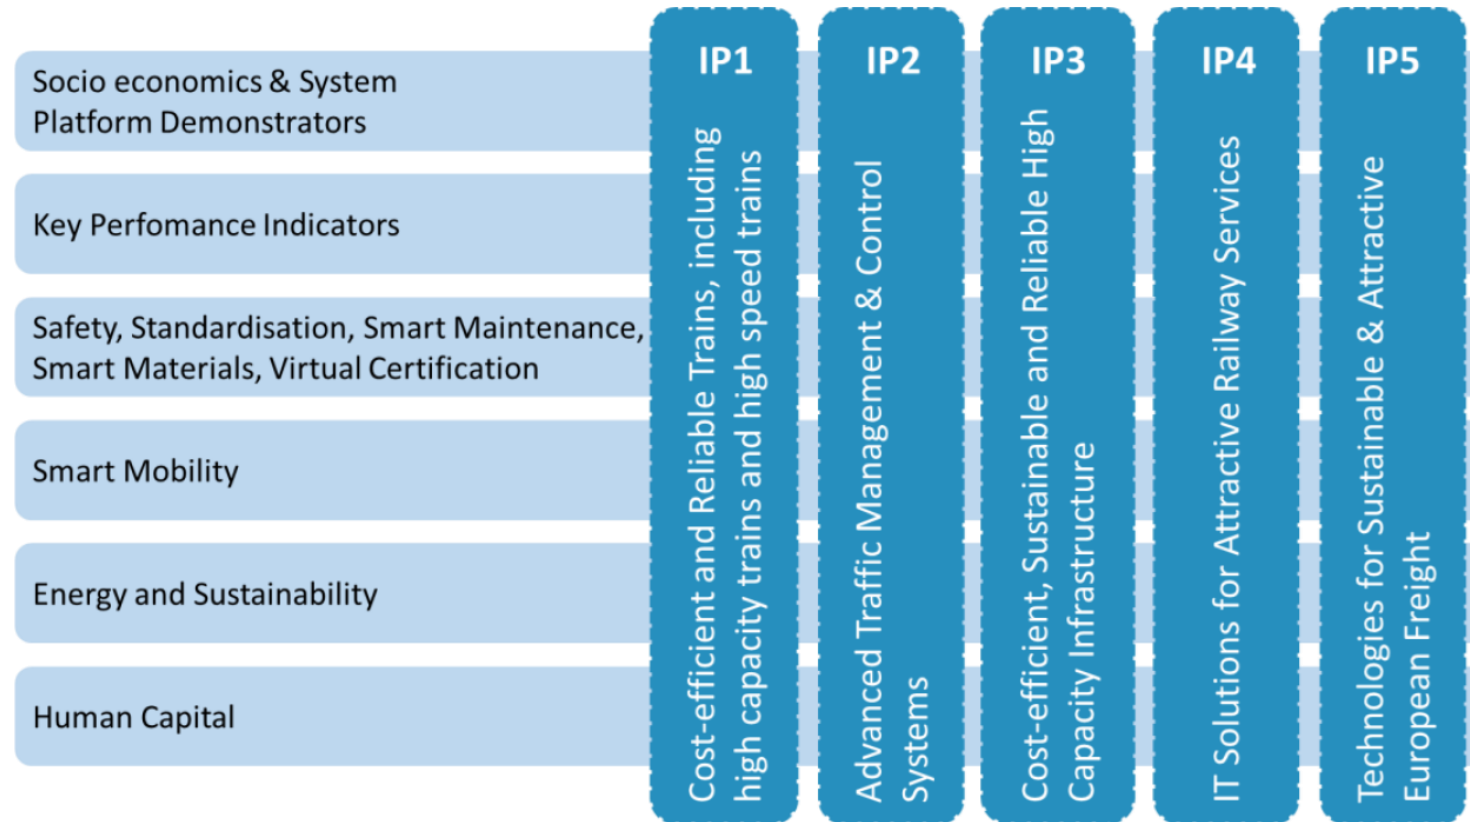 Socio economics & System
Platform Demonstrators
Key Perfomance Indicators
Safety, Standardisation, Smart Maintenance,
Smart Materials, Virtual Certification
Smart Mobility
Energy and Sustainability
Human Capital
IP1
Cost-efficient and Reliable Trains, including
high capacity trains and high speed trains
IP2
Advanced Traffic Management & Control
Systems
IP3
Cost-efficient, Sustainable and Reliable High
Capacity Infrastructure
IP4
IT Solutions for Attractive Railway Services
IP5
Technologies for Sustainable & Attractive
European Freight